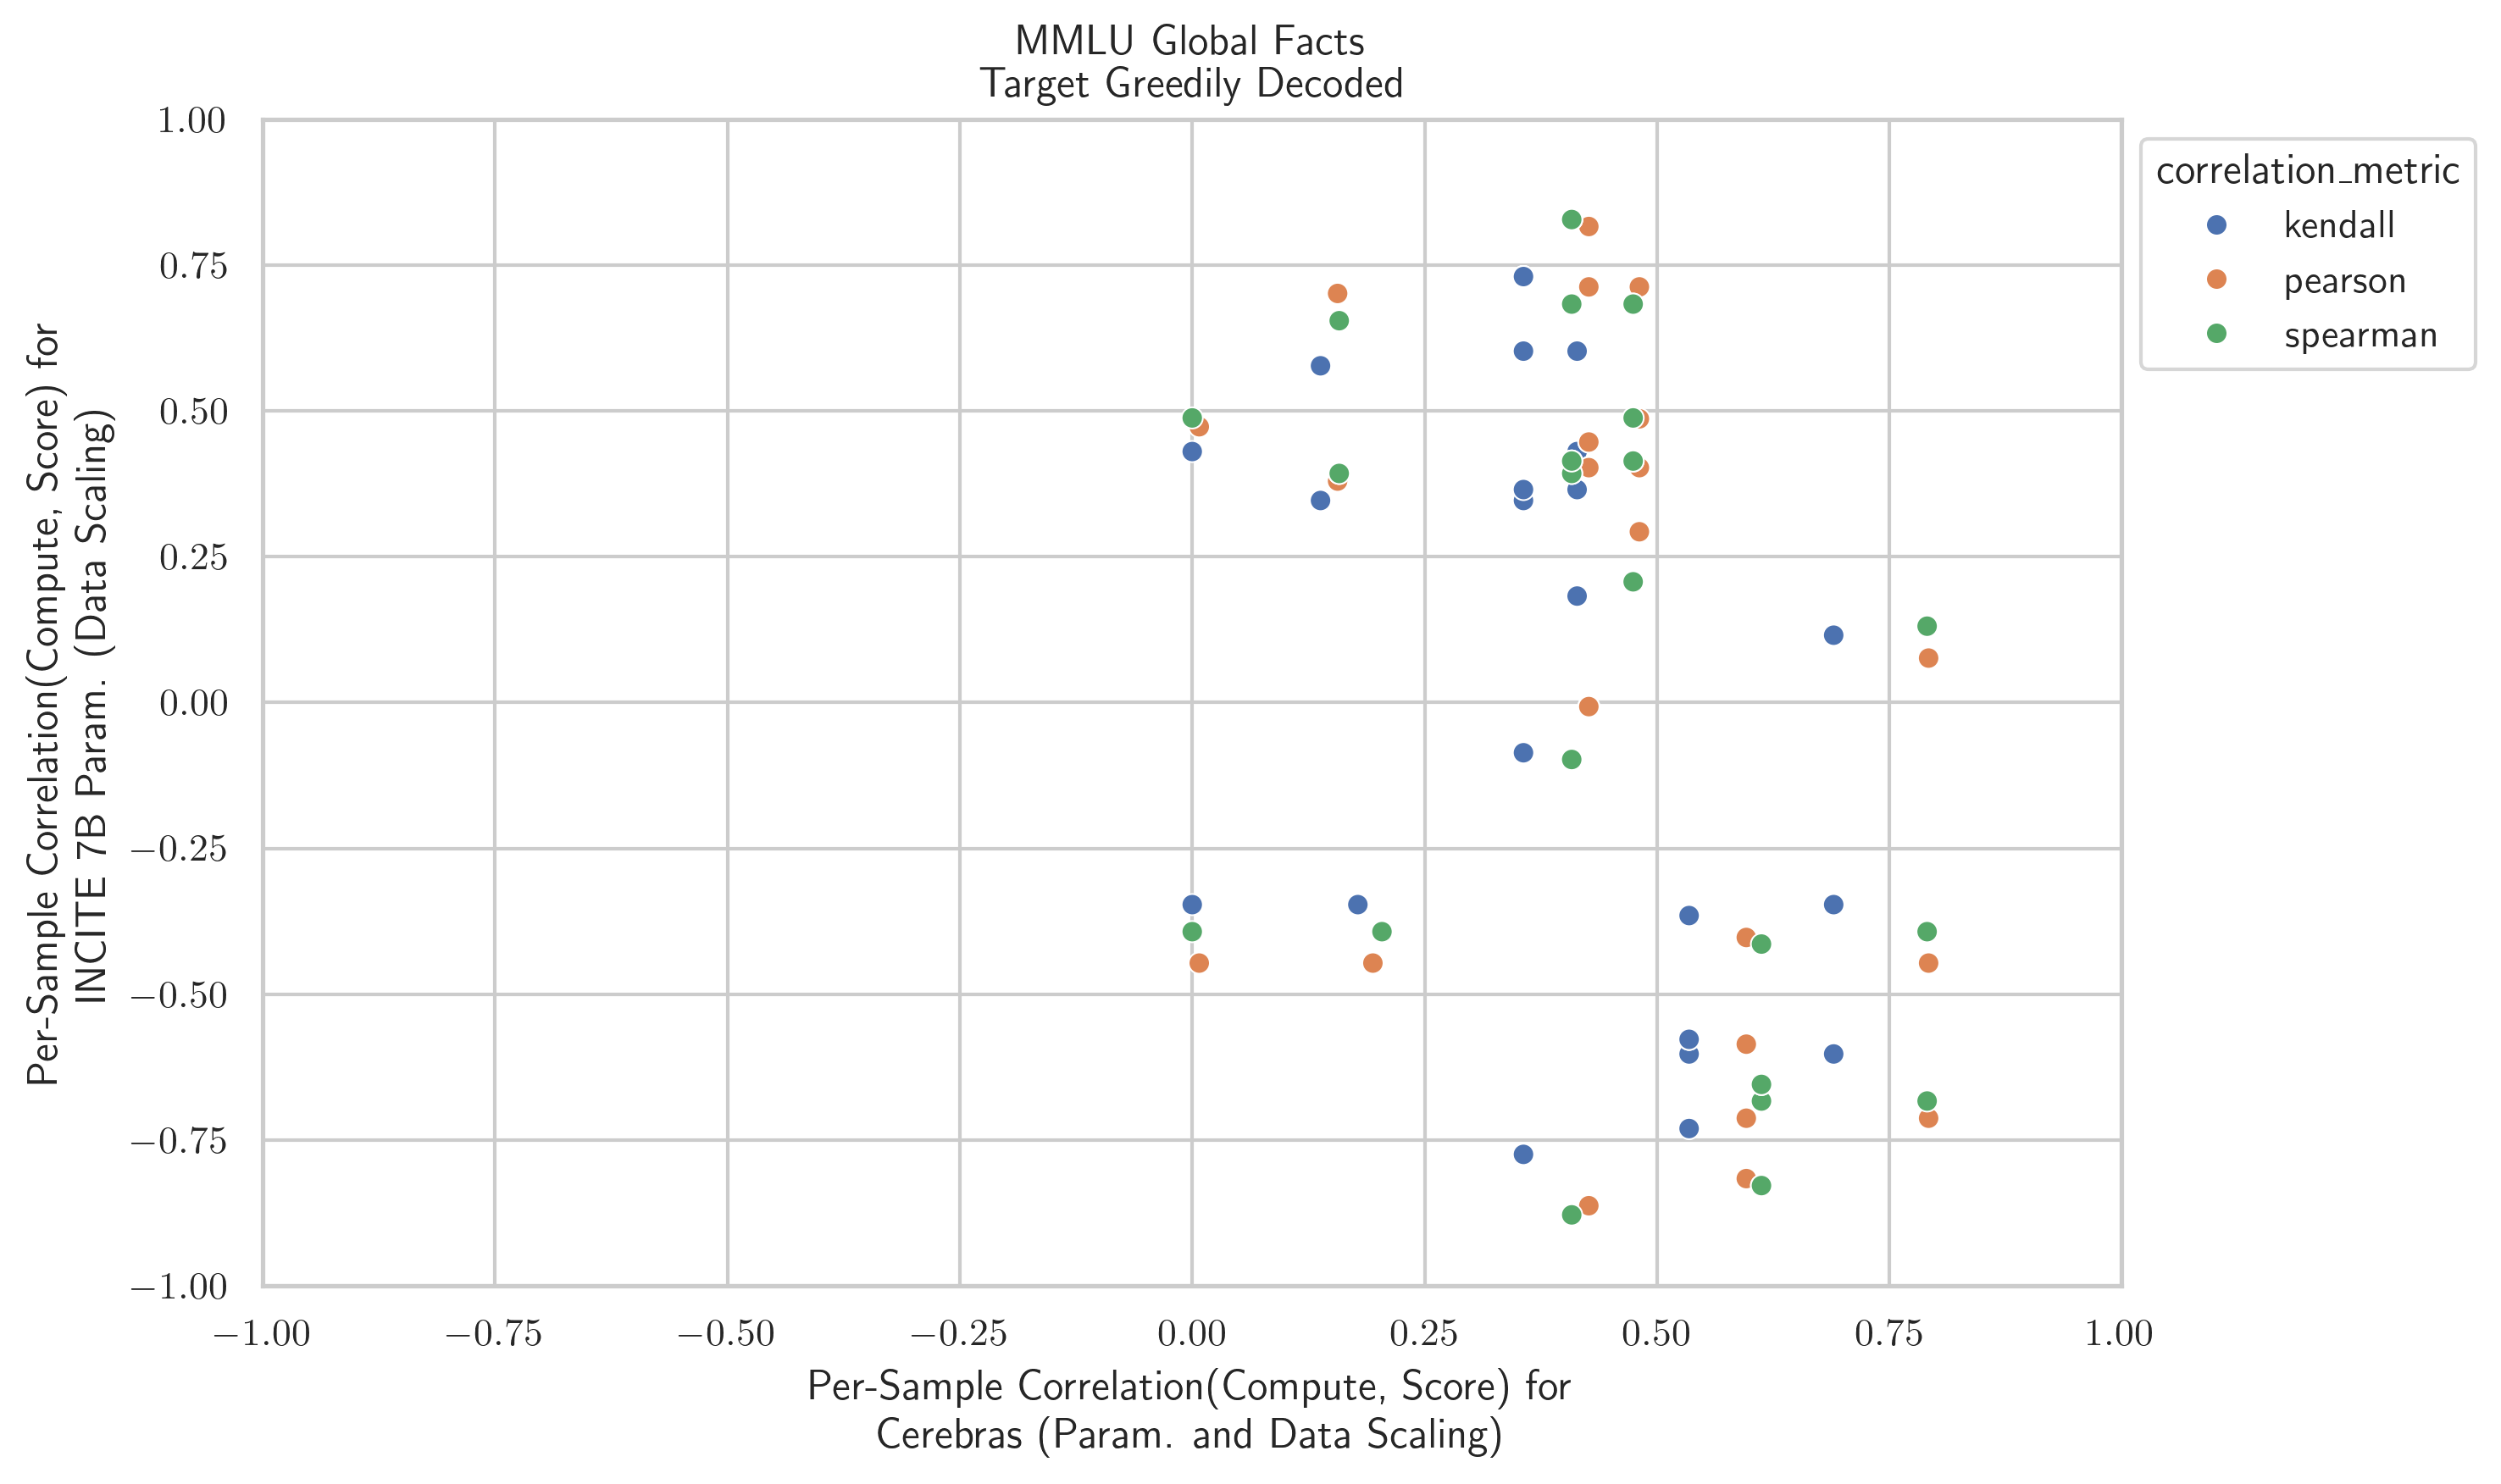 MMLU Global Facts
Target Greedily Decoded
1.00
0.75
0.50
0.25
0.00
−0.25
−0.50
−0.75
−1.00
Per-Sample Correlation(Compute, Score) for
INCITE 7B Param. (Data Scaling)
correlation_metric
kendall
pearson
spearman
−1.00 −0.75 −0.50 −0.25 0.00 0.25 0.50 0.75 1.00
Per-Sample Correlation(Compute, Score) for
Cerebras (Param. and Data Scaling)